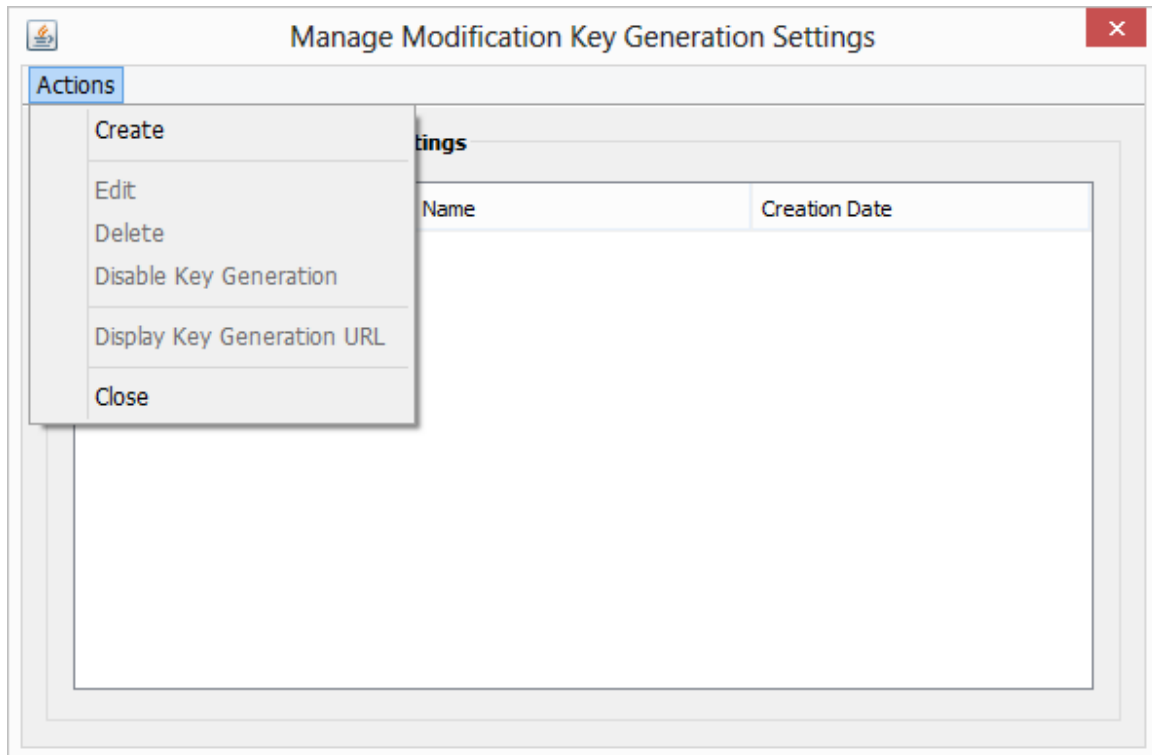 Manage Modification Key Generation Settings
Actions
Create
Edit
Delete
Disable Key Generation
Display Key Generation URL
Close
Name
Creation Date